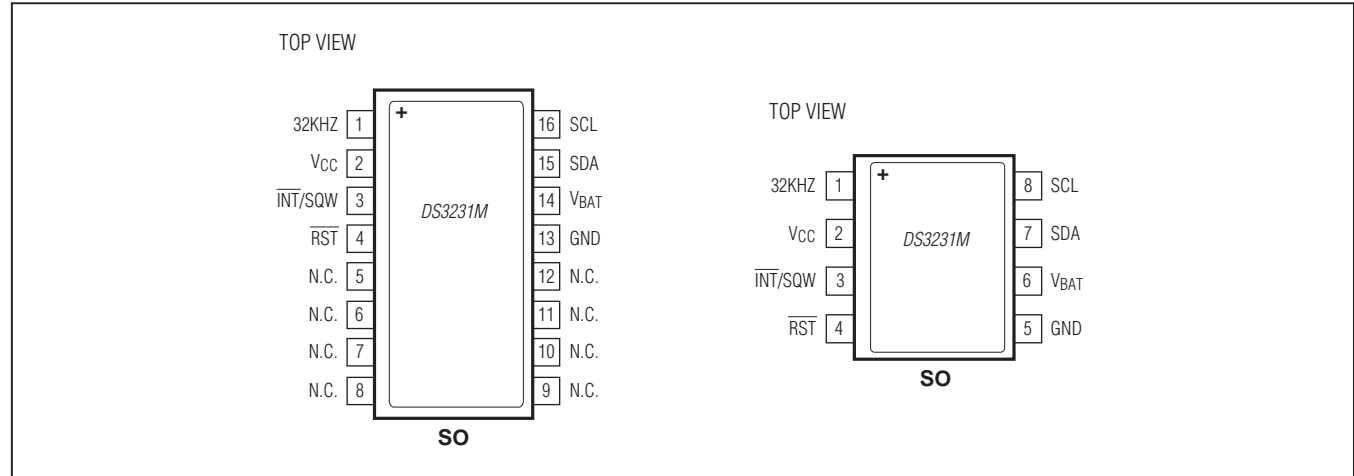 TOP VIEW
+
32KHZ 1 16 SCL
VCC 2 15 SDA
INT/SQW 3 14 VBAT
DS3231M
RST 4 13 GND
N.C. 5 12 N.C.
N.C. 6 11 N.C.
N.C. 7 10 N.C.
N.C. 8 9 N.C.
SO
TOP VIEW
+
32KHZ 1 8 SCL
VCC 2 DS3231M 7 SDA
INT/SQW 3 6 VBAT
RST 4 5 GND
SO